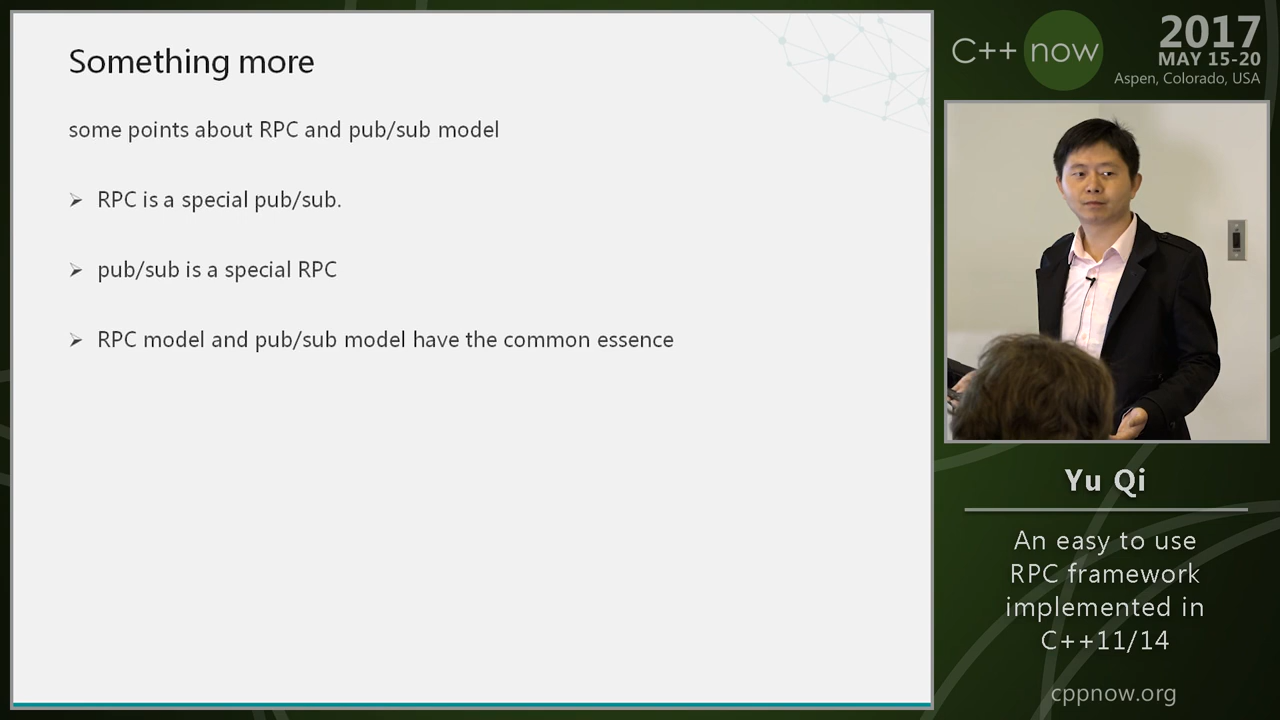 Something more
some points about RPC and pub/sub model
RPC is a special pub/sub.
pub/sub is a special RPC
RPC model and pub/sub model have the common essence
C++ now
2017
MAY 15-20
Aspen, Colorado, USA
Yu Qi
An easy to use
RPC framework
implemented in
C++11/14
cppnow.org